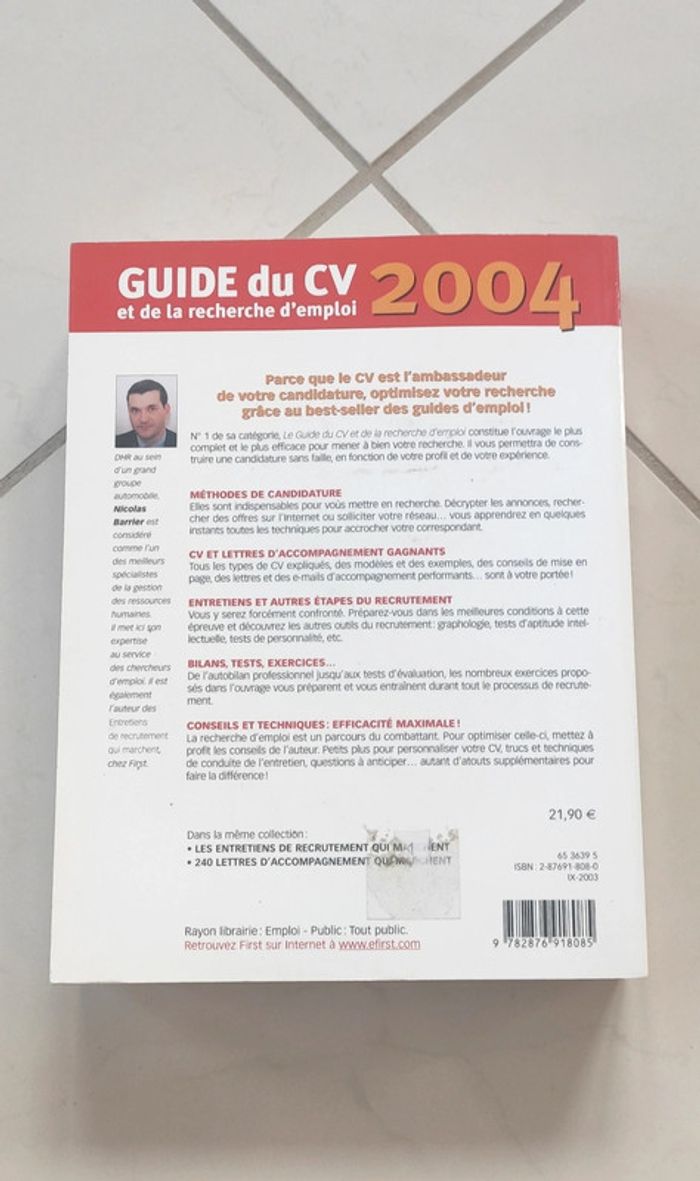 GUIDE du CV
et de la recherche d'emploi
2004
Parce que le CV est l'ambassadeur
de votre candidature, optimisez votre recherche
grâce au best-seller des guides d'emploi !
N° 1 de sa catégorie, Le Guide du CV et de la recherche d'emploi constitue l'ouvrage le plus
complet et le plus efficace pour mener à bien votre recherche. Il vous permettra de cons-
truire une candidature sans faille, en fonction de votre profil et de votre expérience.
DHR au sein
d'un grand
groupe
automobile,
Nicolas
Barrier est
considéré
comme l'un
des meilleurs
spécialistes
de la gestion
des ressources
humaines.
Il met ici son
expertise
au service
des chercheurs
d'emploi. Il est
également
l'auteur des
Entretiens
de recrutement
qui marchent,
chez First.
MÉTHODES DE CANDIDATURE
Elles sont indispensables pour vous mettre en recherche. Décrypter les annonces, recher-
cher des offres sur l'Internet ou solliciter votre réseau... vous apprendrez en quelques
instants toutes les techniques pour accrocher votre correspondant.
CV ET LETTRES D'ACCOMPAGNEMENT GAGNANTS
Tous les types de CV expliqués, des modèles et des exemples, des conseils de mise en
page, des lettres et des e-mails d'accompagnement performants... sont à votre portée !
ENTRETIENS ET AUTRES ÉTAPES DU RECRUTEMENT
Vous y serez forcément confronté. Préparez-vous dans les meilleures conditions à cette
épreuve et découvrez les autres outils du recrutement : graphologie, tests d'aptitude intel-
lectuelle, tests de personnalité, etc.
BILANS, TESTS, EXERCICES...
De l'autobilan professionnel jusqu'aux tests d'évaluation, les nombreux exercices propo-
sés dans l'ouvrage vous préparent et vous entraînent durant tout le processus de recrute-
ment.
CONSEILS ET TECHNIQUES : EFFICACITÉ MAXIMALE !
La recherche d'emploi est un parcours du combattant. Pour optimiser celle-ci, mettez à
profit les conseils de l'auteur. Petits plus pour personnaliser votre CV, trucs et techniques
de conduite de l'entretien, questions à anticiper... autant d'atouts supplémentaires pour
faire la différence !
21,90 €
Dans la même collection :
• LES ENTRETIENS DE RECRUTEMENT QUI
• 240 LETTRES D'ACCOMPAGNEMENT QUI MARCHENT
65 3639 5
ISBN : 2-87691-808-0
IX-2003
Rayon librairie : Emploi - Public : Tout public.
Retrouvez First sur Internet à www.efirst.com
9 782876 918085